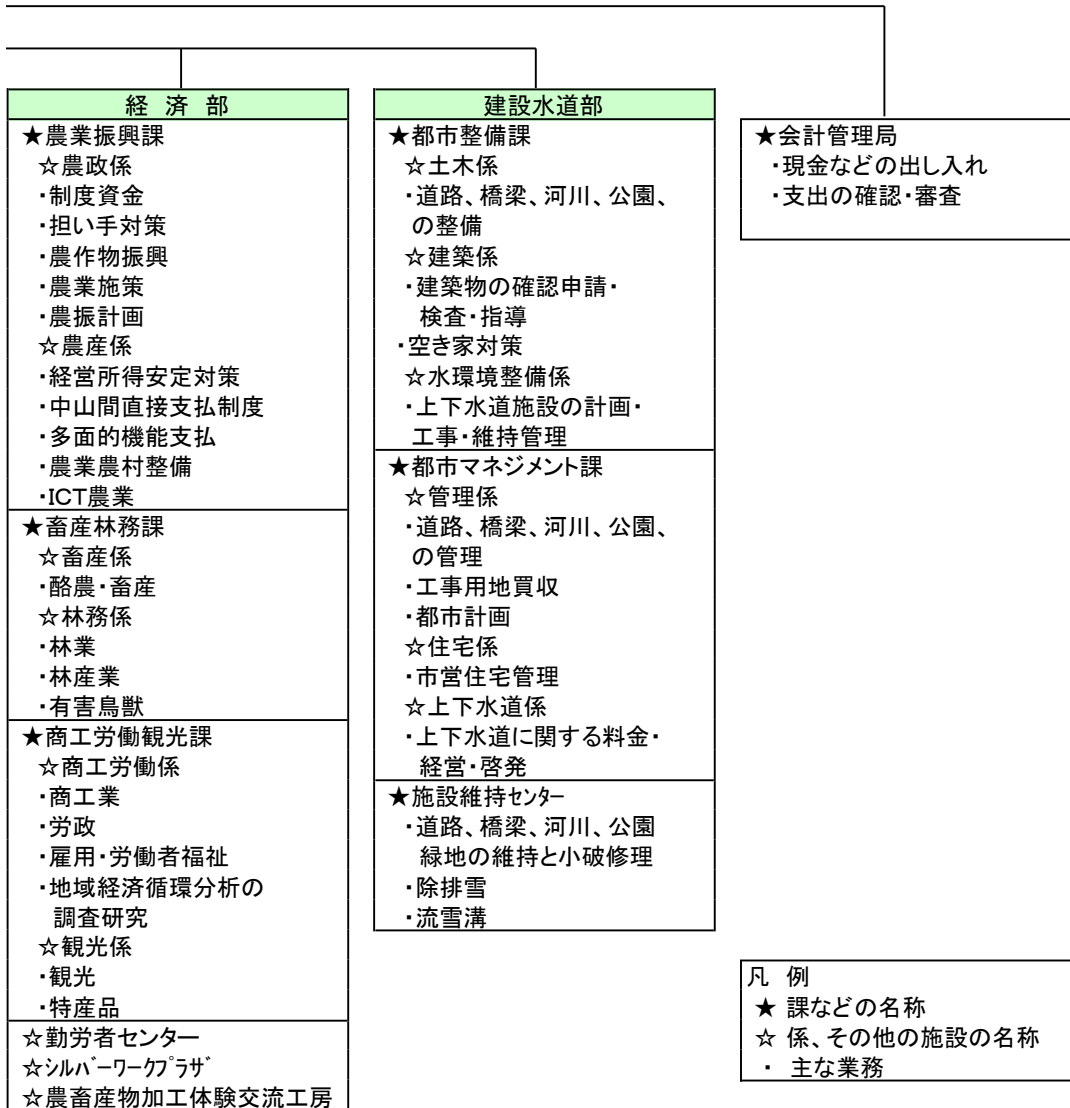 経 済 部
★農業振興課
☆農政係
・制度資金
・担い手対策
・農作物振興
・農業施策
・農振計画
☆農産係
・経営所得安定対策
・中山間直接支払制度
・多面的機能支払
・農業農村整備
・ICT農業
★畜産林務課
☆畜産係
・酪農・畜産
☆林務係
・林業
・林産業
・有害鳥獣
★商工労働観光課
☆商工労働係
・商工業
・労政
・雇用・労働者福祉
・地域経済循環分析の
調査研究
☆観光係
・観光
・特産品
☆勤労者センター
☆シルバーワークプラザ
☆農畜産物加工体験交流工房
建設水道部
★都市整備課
☆土木係
・道路、橋梁、河川、公園、
の整備
☆建築係
・建築物の確認申請・
検査・指導
・空き家対策
☆水環境整備係
・上下水道施設の計画・
工事・維持管理
★都市マネジメント課
☆管理係
・道路、橋梁、河川、公園、
の管理
・工事用地買収
・都市計画
☆住宅係
・市営住宅管理
☆上下水道係
・上下水道に関する料金・
経営・啓発
★施設維持センター
・道路、橋梁、河川、公園
緑地の維持と小破修理
・除排雪
・流雪溝
★会計管理局
・現金などの出し入れ
・支出の確認・審査
凡 例
★ 課などの名称
☆ 係、その他の施設の名称
・ 主な業務